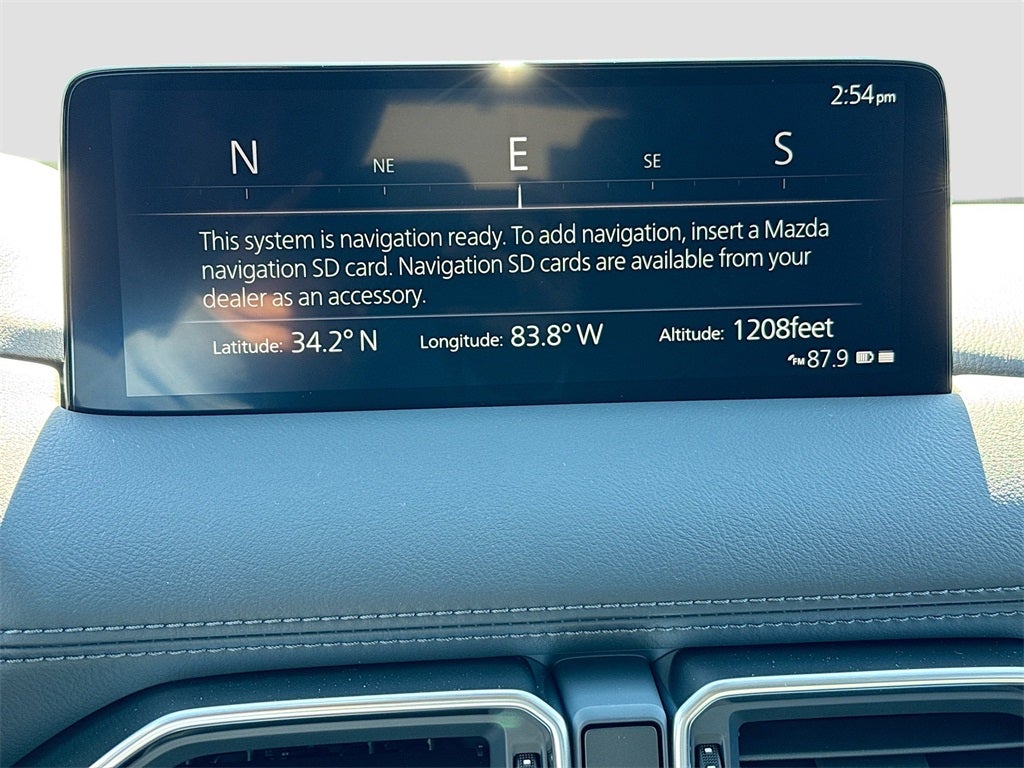 2:54pm
N NE E SE S
This system is navigation ready. To add navigation, insert a Mazda
navigation SD card. Navigation SD cards are available from your
dealer as an accessory.
Latitude: 34.2° N Longitude: 83.8° W Altitude: 1208feet
FM 87.9